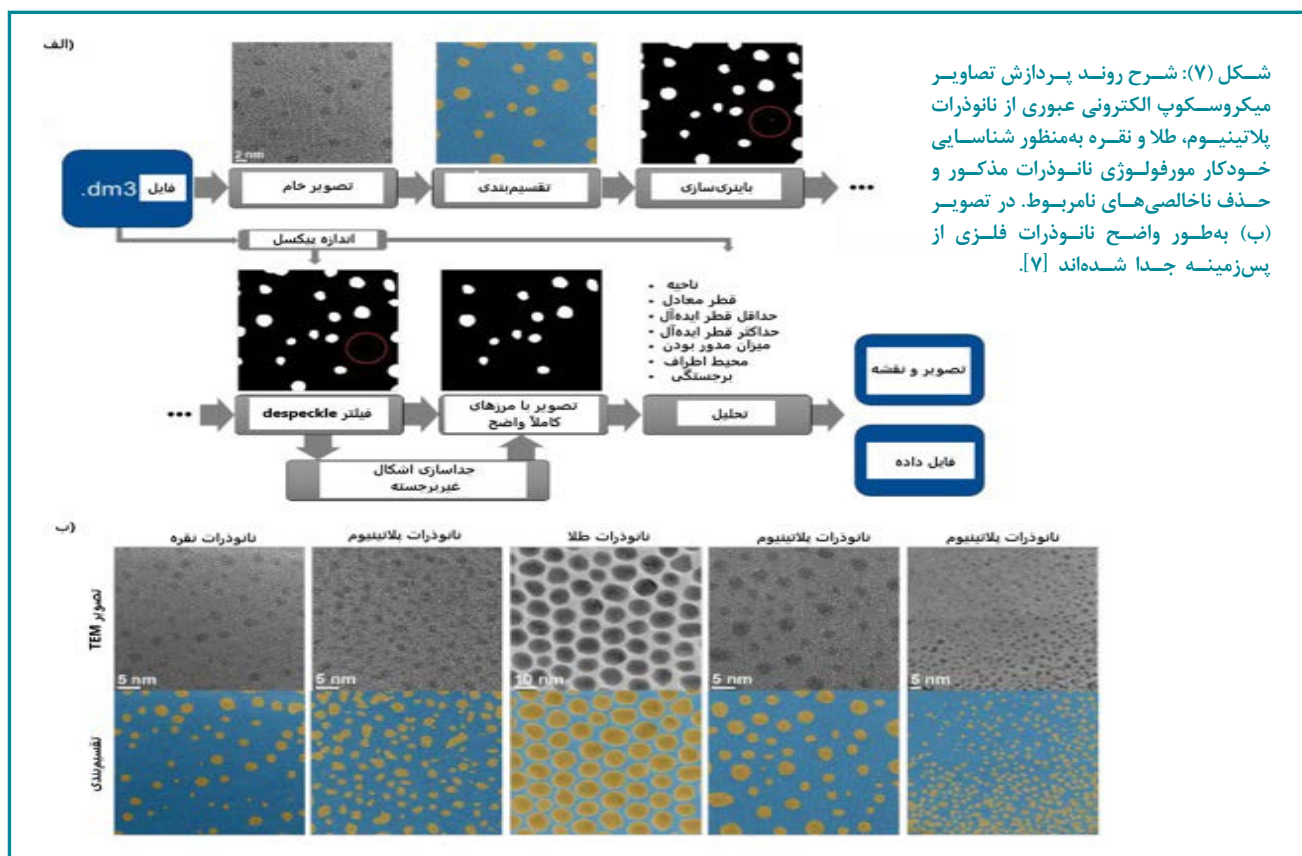 شکل (۷): شرح روند پردازش تصاویر
میکروسکوپ الکترونی عبوری از نانوذرات
پلاتینیوم، طلا و نقره به‌منظور شناسایی
خودکار مورفولوژی نانوذرات مذکور و
حذف ناخالصی‌های نامربوط. در تصویر
(ب) به‌طور واضح نانوذرات فلزی از
پس‌زمینه جدا شده‌اند [۷].
الف)
2 nm
فایل .dm3
تصویر خام
تقسیم‌بندی
باینری‌سازی
•••
اندازه پیکسل
• ناحیه
• قطر معادل
• حداقل قطر ایده‌آل
• حداکثر قطر ایده‌آل
• میزان مدور بودن
• محیط اطراف
• برجستگی
•••
فیلتر despeckle
تصویر با مرزهای
کاملاً واضح
تحلیل
تصویر و نقشه
فایل داده
جداسازی اشکال
غیربرجسته
ب)
نانوذرات نقره
نانوذرات پلاتینیوم
نانوذرات طلا
نانوذرات پلاتینیوم
نانوذرات پلاتینیوم
تصویر TEM
5 nm
5 nm
10 nm
5 nm
5 nm
تقسیم‌بندی